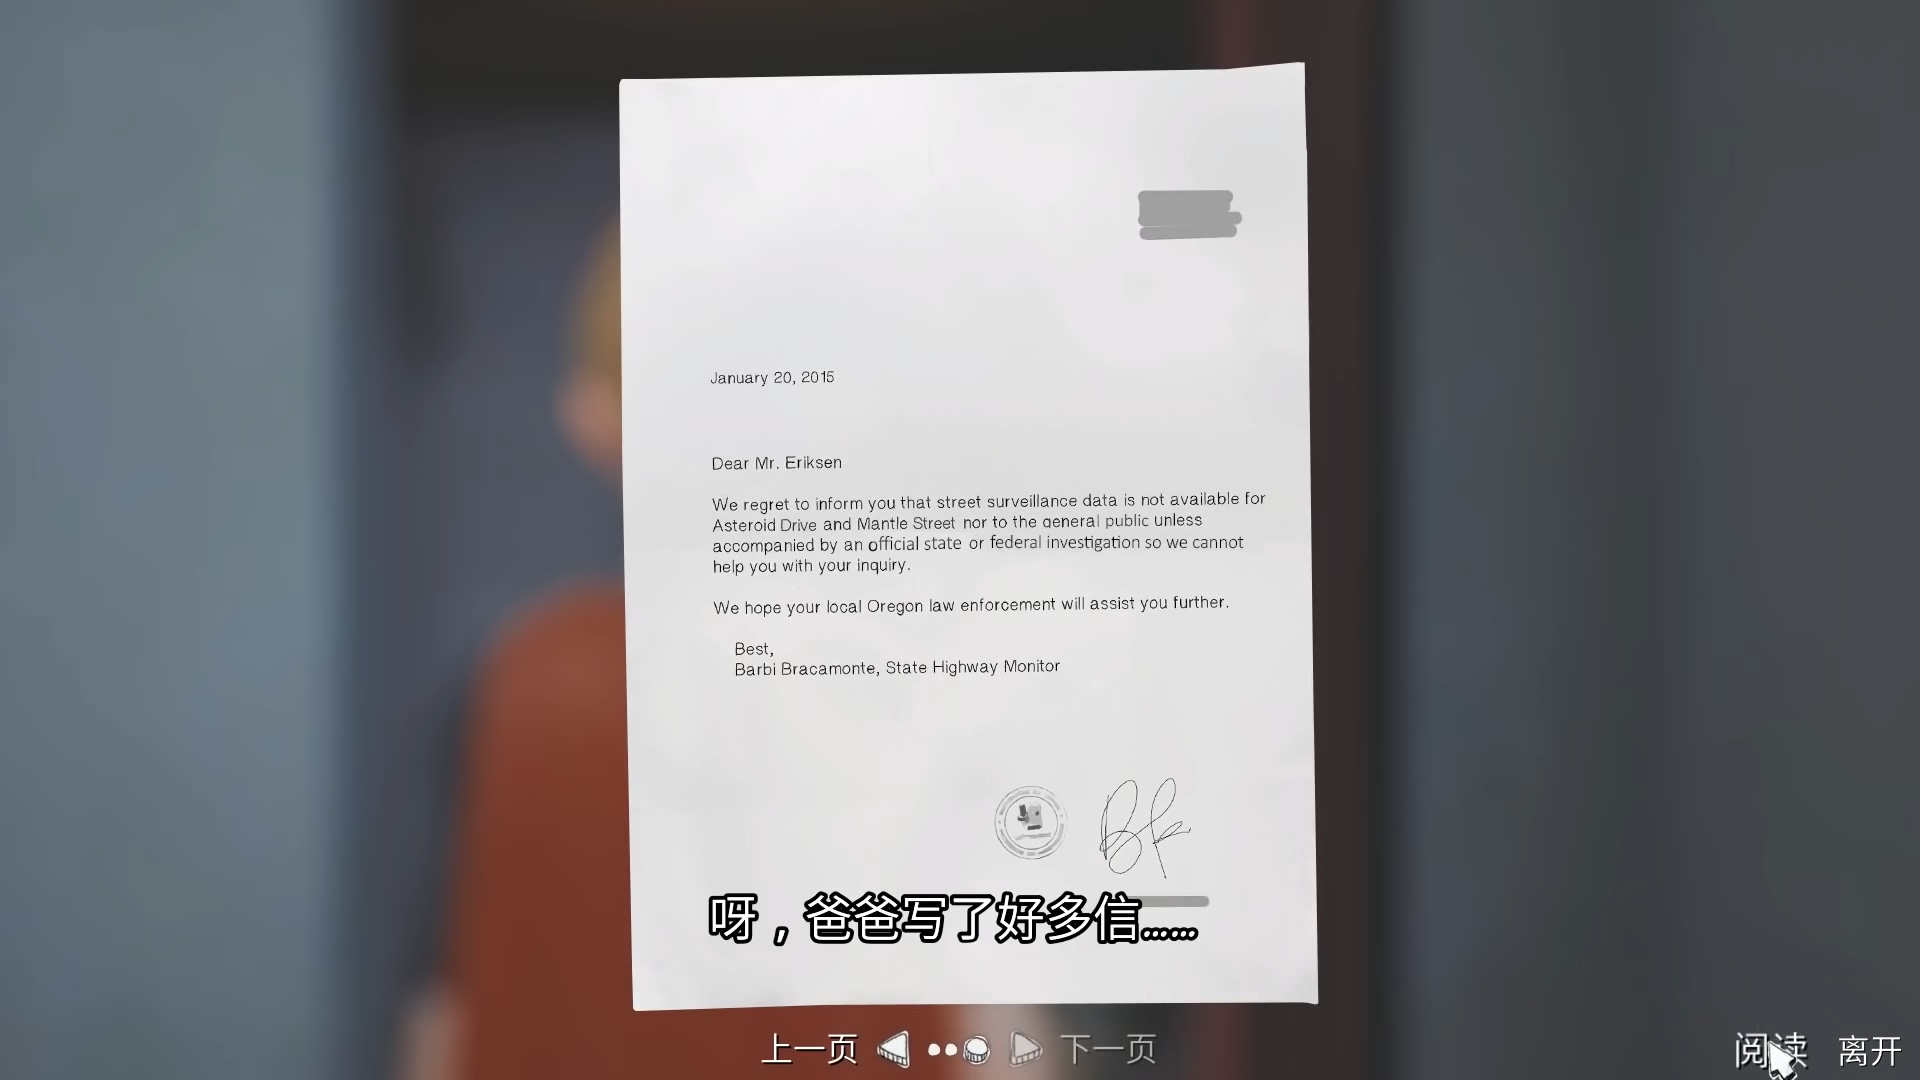 January 20, 2015
Dear Mr. Eriksen
We regret to inform you that street surveillance data is not available for
Asteroid Drive and Mantle Street nor to the general public unless
accompanied by an official state or federal investigation so we cannot
help you with your inquiry.
We hope your local Oregon law enforcement will assist you further.
Best,
Barbi Bracamonte, State Highway Monitor
呀，爸爸写了好多信……
上一页
下一页
阅读
离开